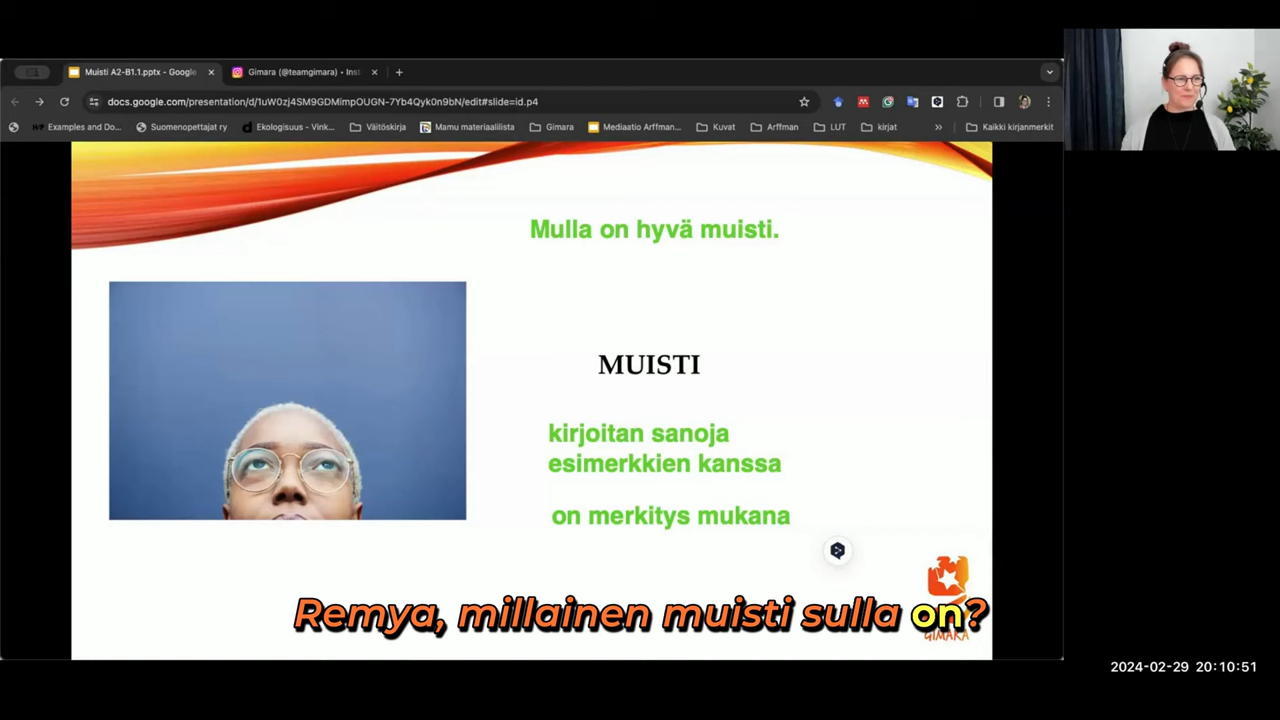 Muisti A2-B1.1.pptx - Google
Gimara (@teamgimara) • Inst
docs.google.com/presentation/d/1uW0zj4SM9GDMimpOUGN-7Yb4Qyk0n9bN/edit#slide=id.p4
Examples and Do...
Suomenopettajat ry
Ekologisuus - Vink...
Väitöskirja
Mamu materiaalista
Gimara
Mediaatio Arffman...
Kuvat
Arffman
LUT
kirjat
Kaikki kirjanmerkit
Mulla on hyvä muisti.
MUISTI
kirjoitan sanoja
esimerkkien kanssa
on merkitys mukana
Remya, millainen muisti sulla on?
GIMARA
2024-02-29 20:10:51